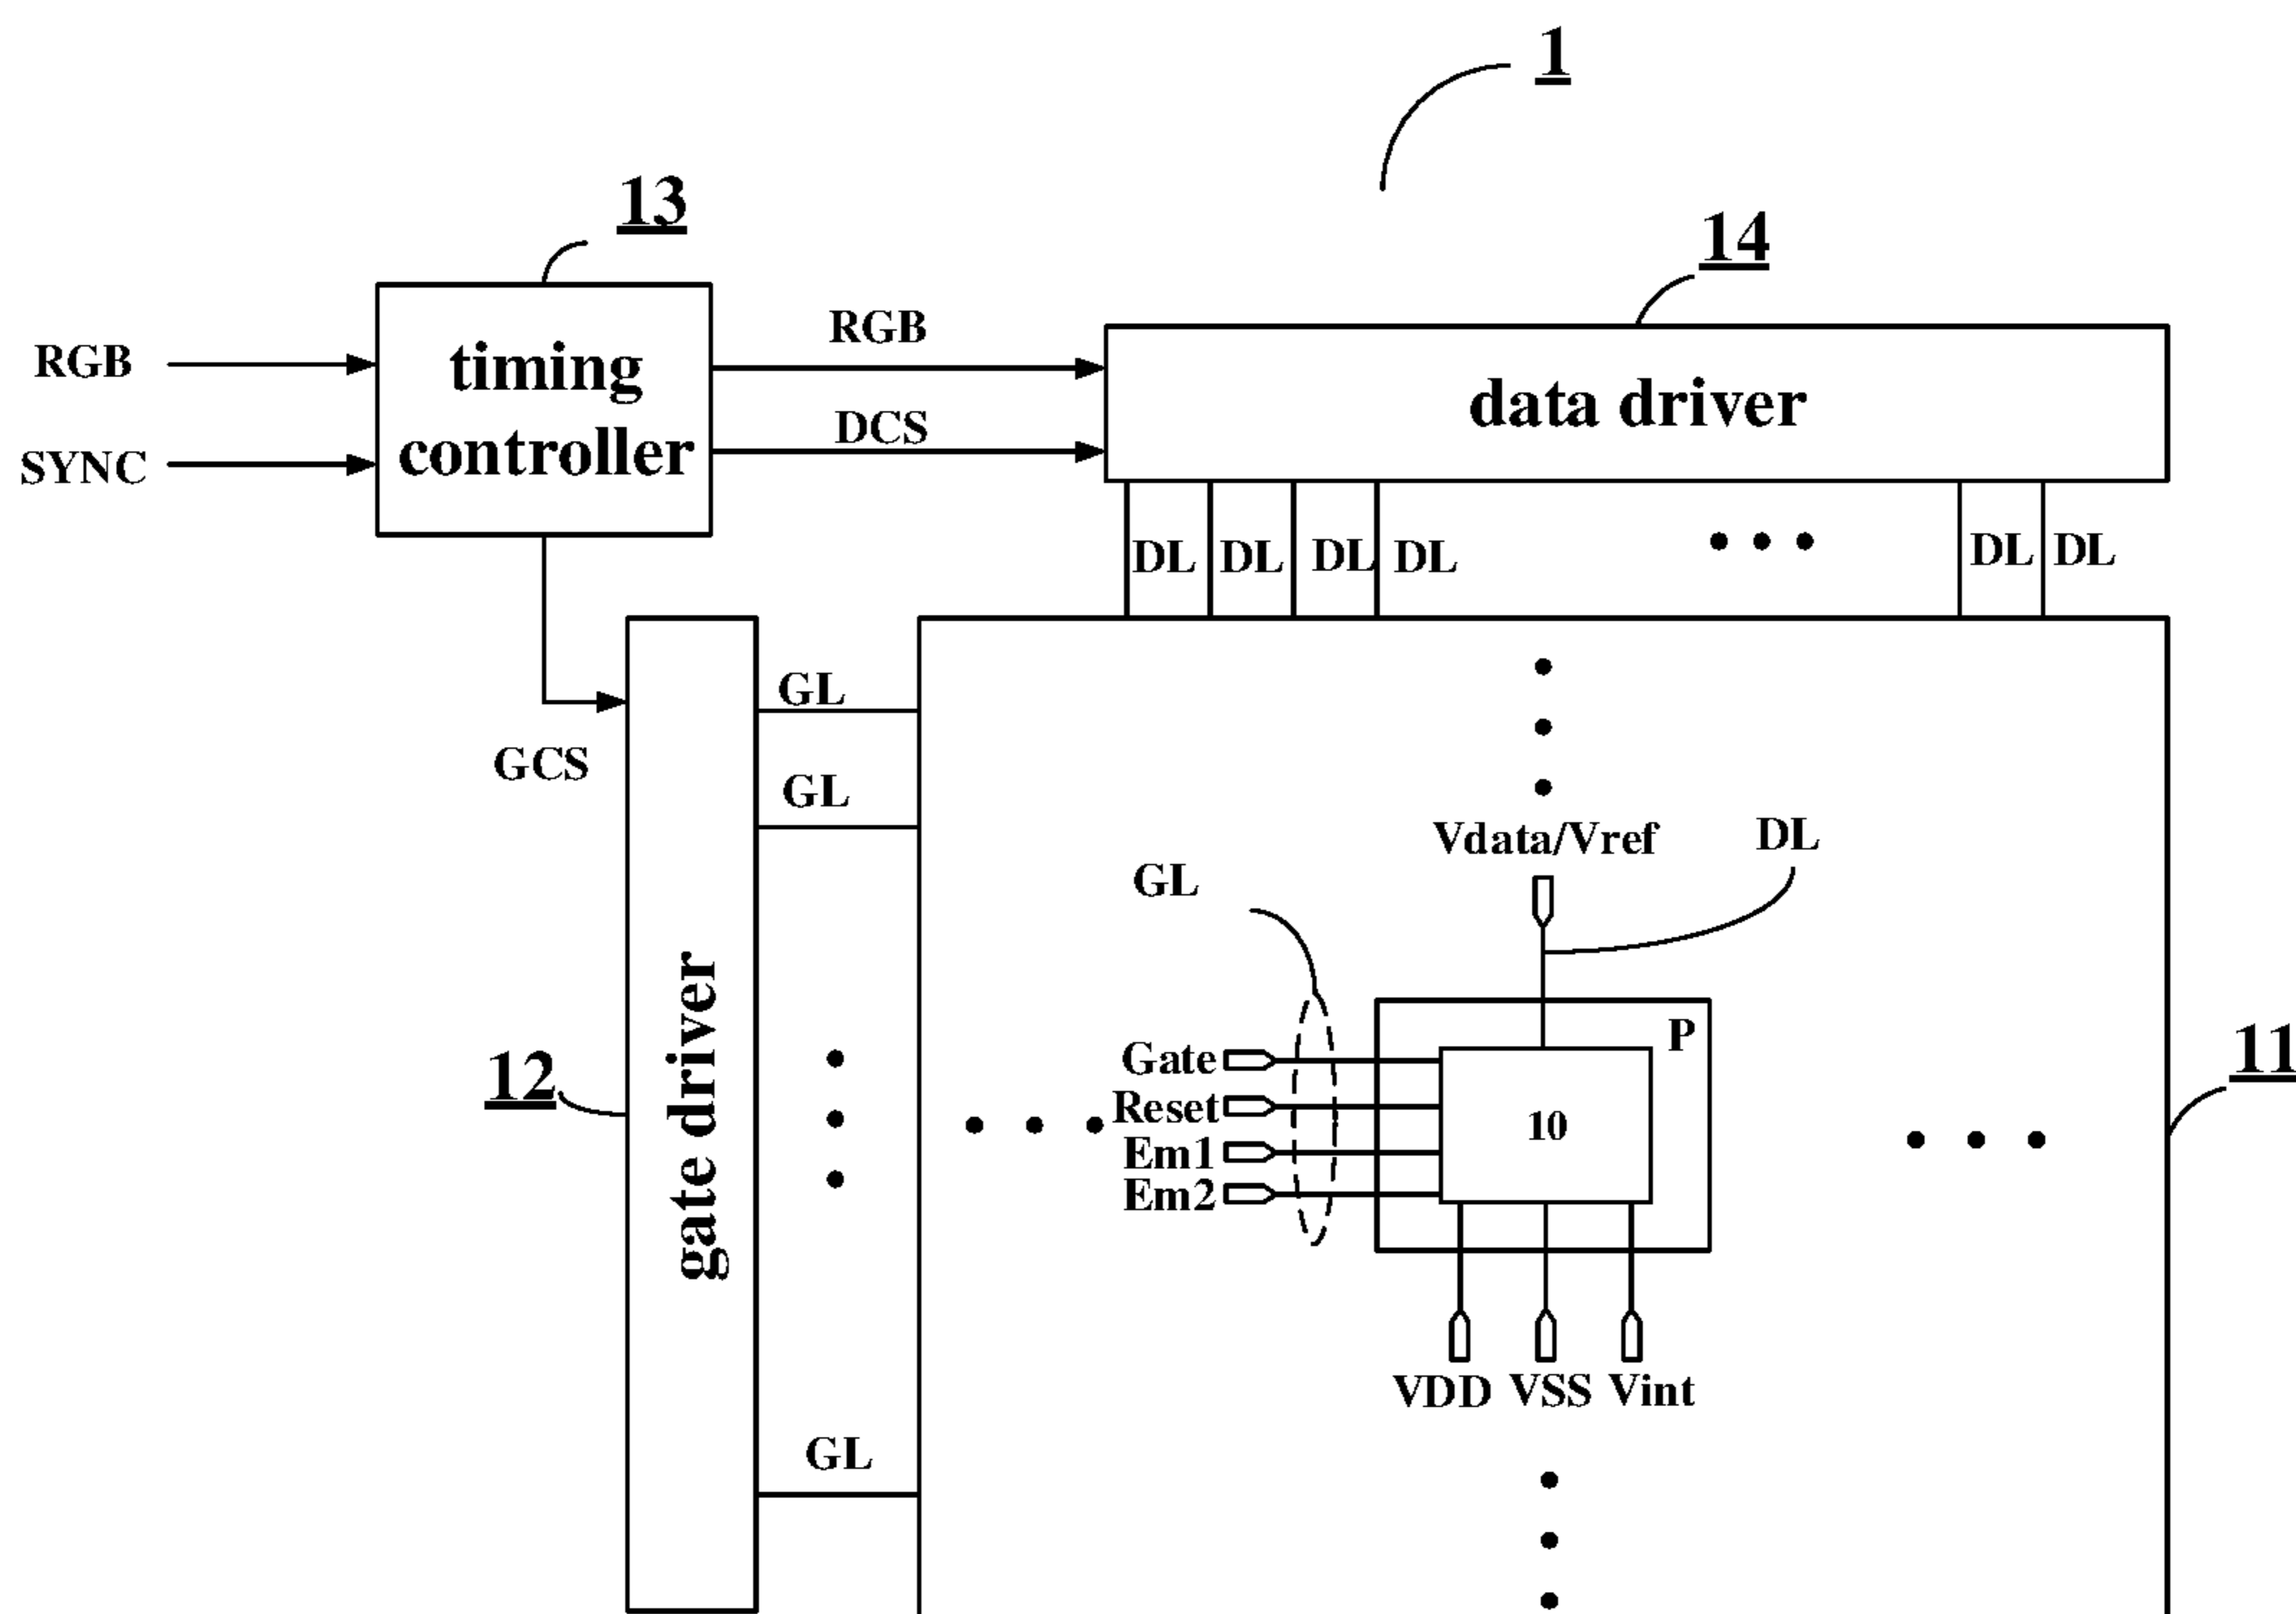 1
13
14
RGB
SYNC
timing
controller
RGB
DCS
data driver
DL DL DL DL DL DL
GCS
GL
GL
GL
gate driver
12
11
Vdata/Vref
DL
GL
P
Gate
Reset
Em1
Em2
10
VDD VSS Vint